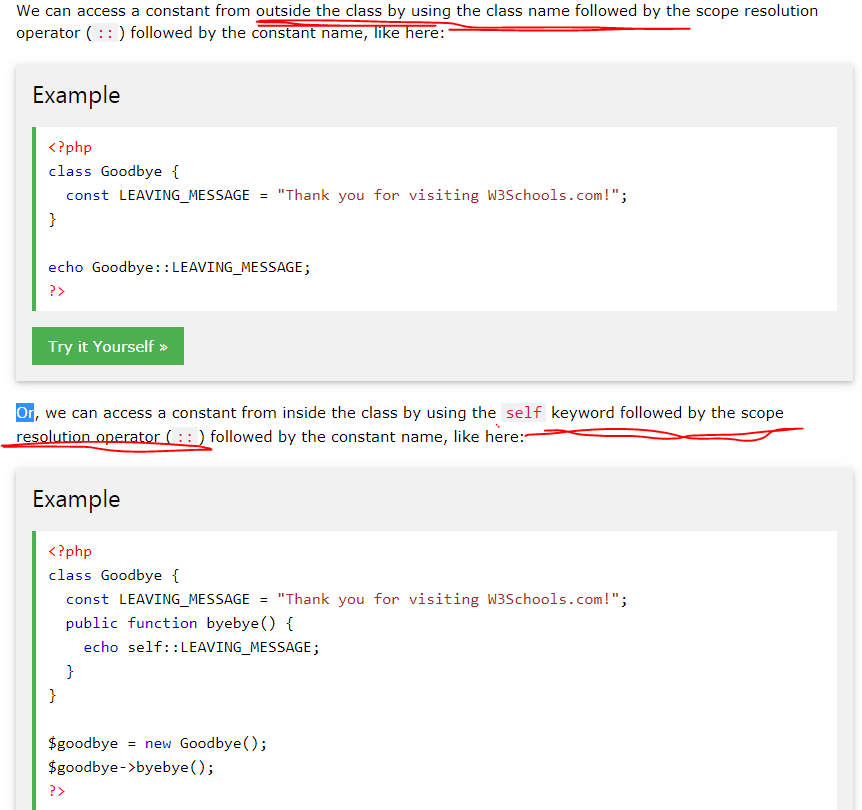 We can access a constant from outside the class by using the class name followed by the scope resolution
operator (::) followed by the constant name, like here:
Example
<?php
class Goodbye {
  const LEAVING_MESSAGE = "Thank you for visiting W3Schools.com!";
}

echo Goodbye::LEAVING_MESSAGE;
?>
Try it Yourself »
Or, we can access a constant from inside the class by using the self keyword followed by the scope
resolution operator (::) followed by the constant name, like here:
Example
<?php
class Goodbye {
  const LEAVING_MESSAGE = "Thank you for visiting W3Schools.com!";
  public function byebye() {
    echo self::LEAVING_MESSAGE;
  }
}

$goodbye = new Goodbye();
$goodbye->byebye();
?>